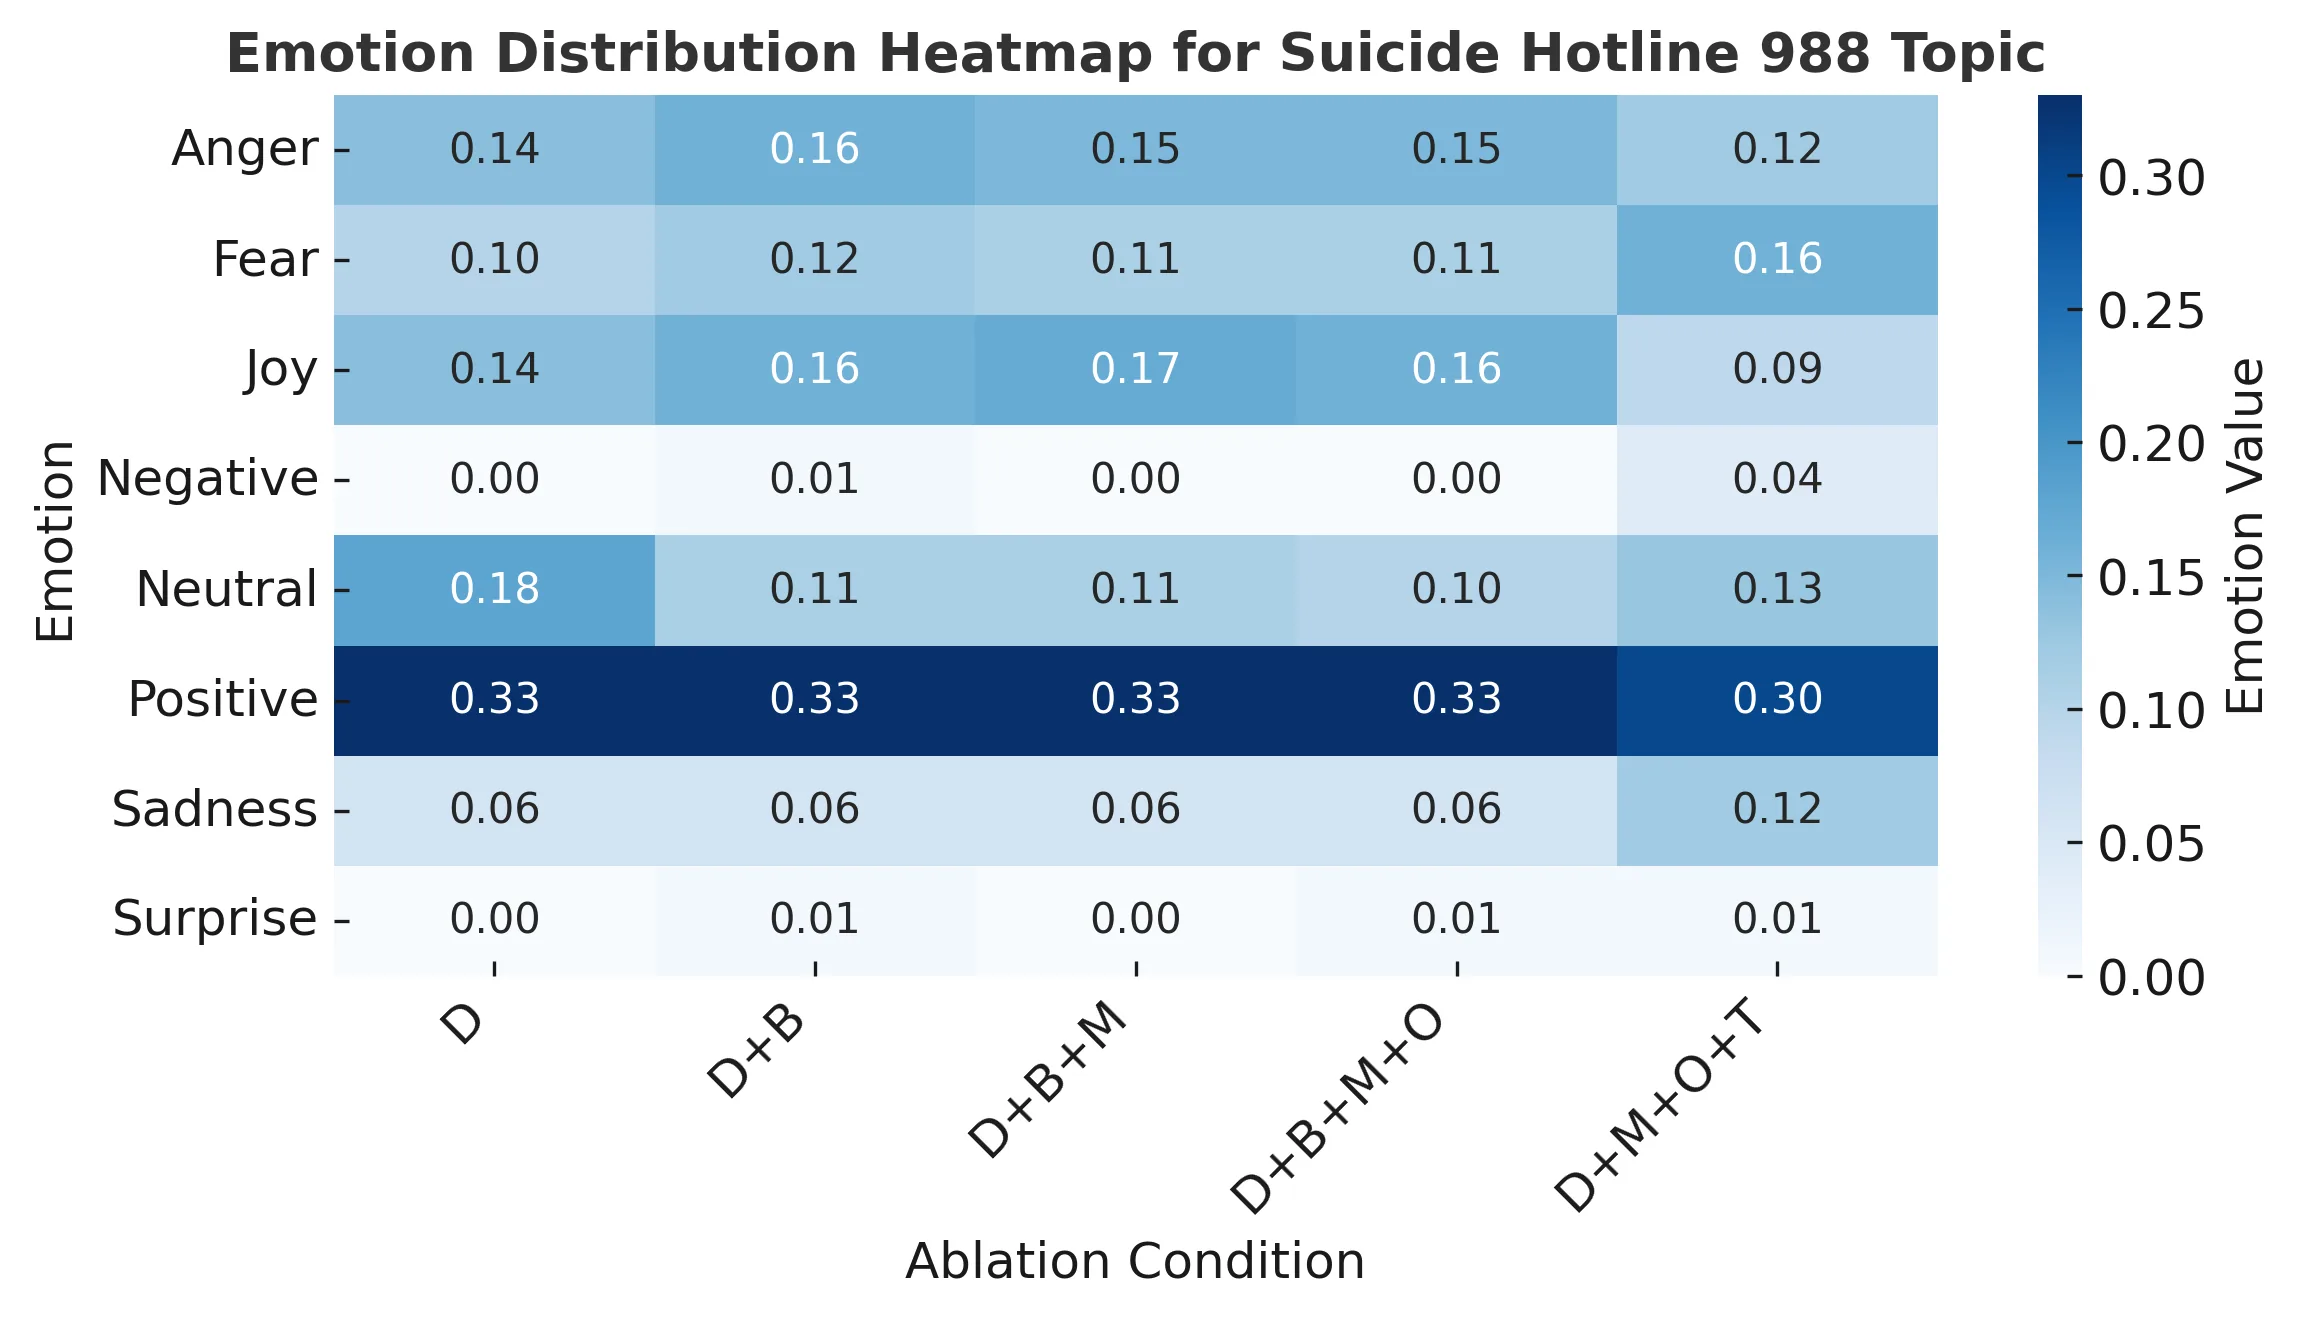 Emotion Distribution Heatmap for Suicide Hotline 988 Topic
Emotion
Anger 0.14 0.16 0.15 0.15 0.12
Fear 0.10 0.12 0.11 0.11 0.16
Joy 0.14 0.16 0.17 0.16 0.09
Negative 0.00 0.01 0.00 0.00 0.04
Neutral 0.18 0.11 0.11 0.10 0.13
Positive 0.33 0.33 0.33 0.33 0.30
Sadness 0.06 0.06 0.06 0.06 0.12
Surprise 0.00 0.01 0.00 0.01 0.01
D D+B D+B+M D+B+M+O D+M+O+T
Ablation Condition
0.30
0.25
0.20
0.15
0.10
0.05
0.00
Emotion Value